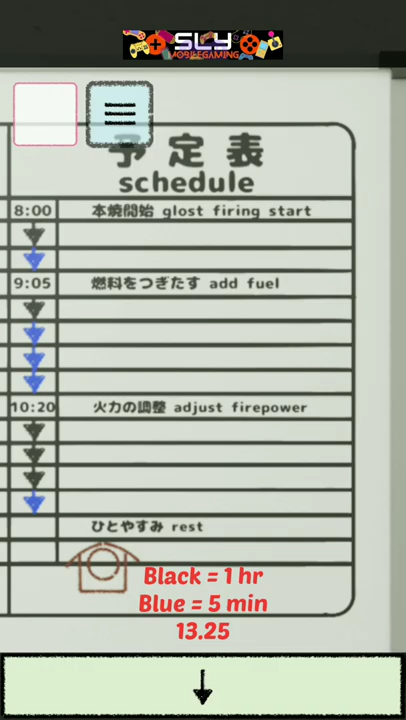 SLY
MOBILEGAMING
予定表
schedule
8:00 本焼開始 glost firing start
9:05 燃料をつぎたす add fuel
10:20 火力の調整 adjust firepower
ひとやすみ rest
Black = 1 hr
Blue = 5 min
13.25